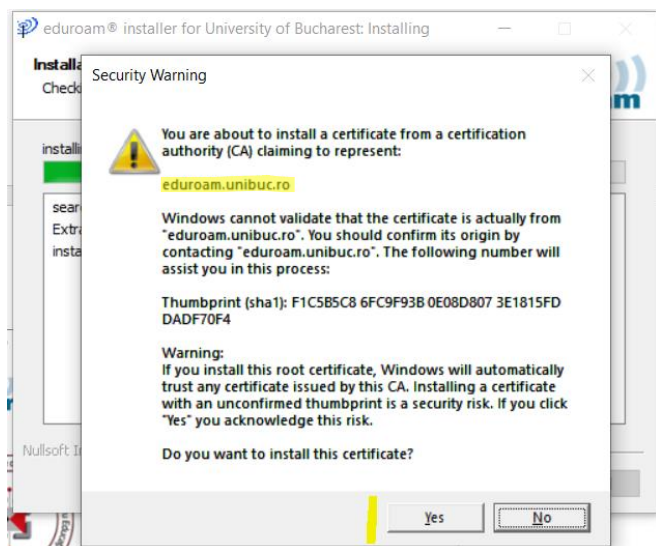 eduroam® installer for University of Bucharest: Installing
Security Warning
You are about to install a certificate from a certification
authority (CA) claiming to represent:
eduroam.unibuc.ro
Windows cannot validate that the certificate is actually from
"eduroam.unibuc.ro". You should confirm its origin by
contacting "eduroam.unibuc.ro". The following number will
assist you in this process:
Thumbprint (sha1): F1C5B5C8 6FC9F93B 0E08D807 3E1815FD
DADF70F4
Warning:
If you install this root certificate, Windows will automatically
trust any certificate issued by this CA. Installing a certificate
with an unconfirmed thumbprint is a security risk. If you click
"Yes" you acknowledge this risk.
Do you want to install this certificate?
Nullsoft
Yes
No